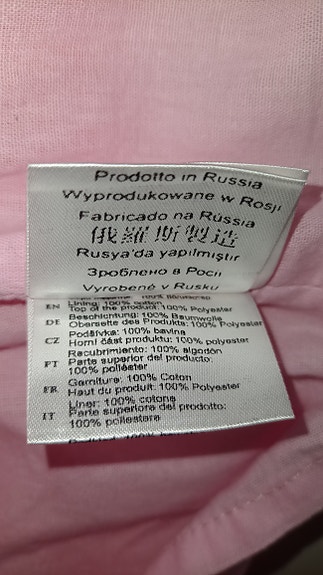 Prodotto in Russia
Wyprodukowane w Rosji
Fabricado na Rússia
俄羅斯製造
Rusya'da yapılmıştır
Зроблено в Росії
Vyrobené v Rusku
EN Lining: 100% cotton
Top of the product: 100% Polyester
DE Beschichtung: 100% Baumwolle
Oberseite des Produkts: 100% Polyester
CZ Podšívka: 100% bavlna
Horní část produktu: 100% polyester
PT Recubrimiento: 100% algodón
Parte superior del producto:
100% poliéster
FR Garniture: 100% Coton
Haut du produit: 100% Polyester
IT Liner: 100% cotone
Parte superiore del prodotto:
100% poliestere